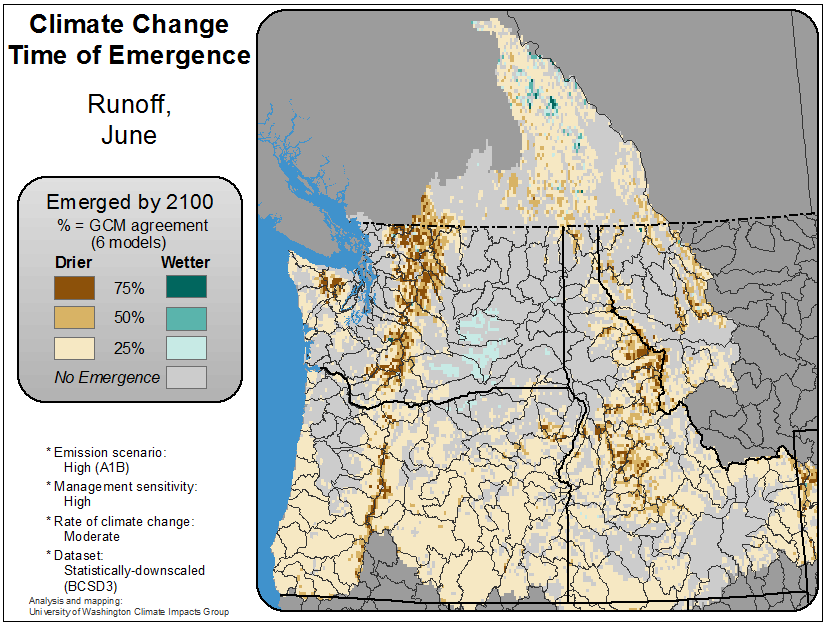 Climate Change
Time of Emergence
Runoff,
June
Emerged by 2100
% = GCM agreement
(6 models)
Drier Wetter
75%
50%
25%
No Emergence
* Emission scenario:
High (A1B)
* Management sensitivity:
High
* Rate of climate change:
Moderate
* Dataset:
Statistically-downscaled
(BCSD3)
Analysis and mapping:
University of Washington Climate Impacts Group